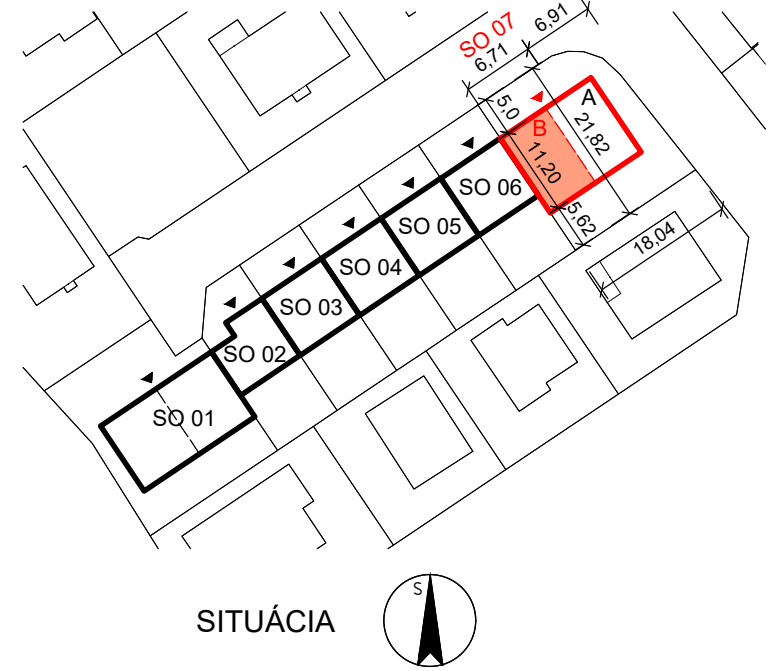 SO 07
6,71
6,91
5.0
A
B
21,82
11,20
5,62
SO 06
SO 05
18,04
SO 04
SO 03
SO 02
SO 01
SITUÁCIA
S